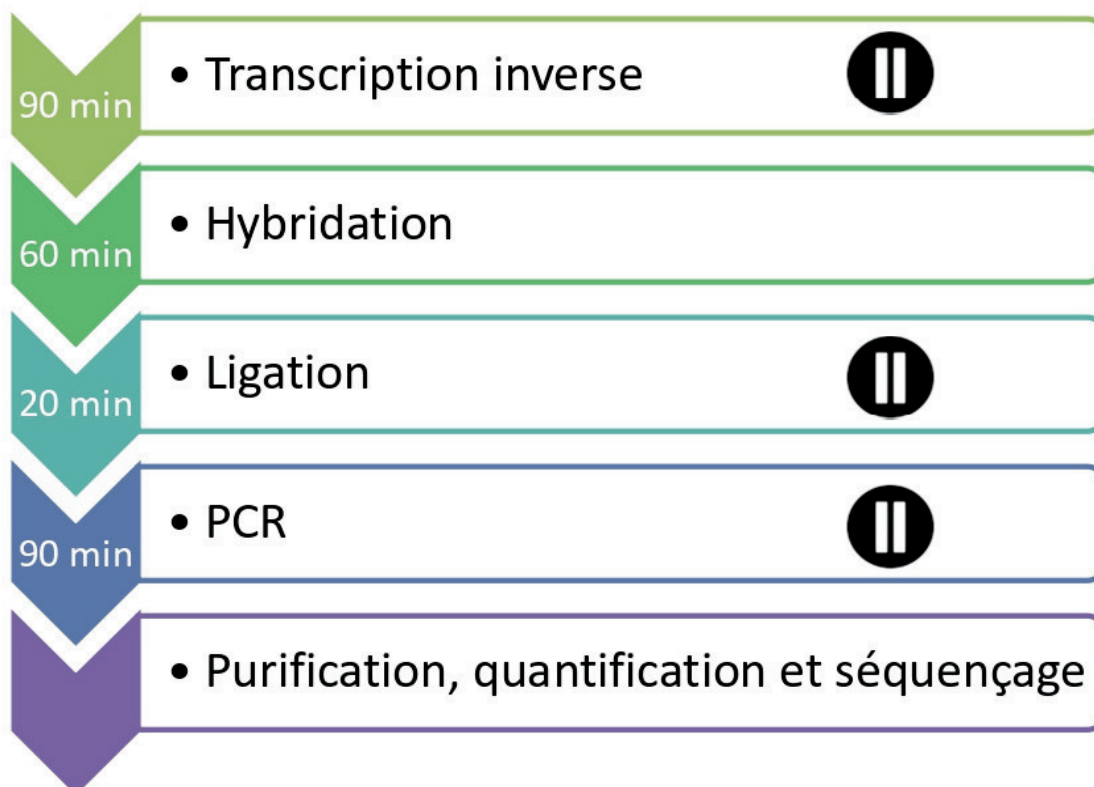 90 min
• Transcription inverse
60 min
• Hybridation
20 min
• Ligation
90 min
• PCR
• Purification, quantification et séquençage